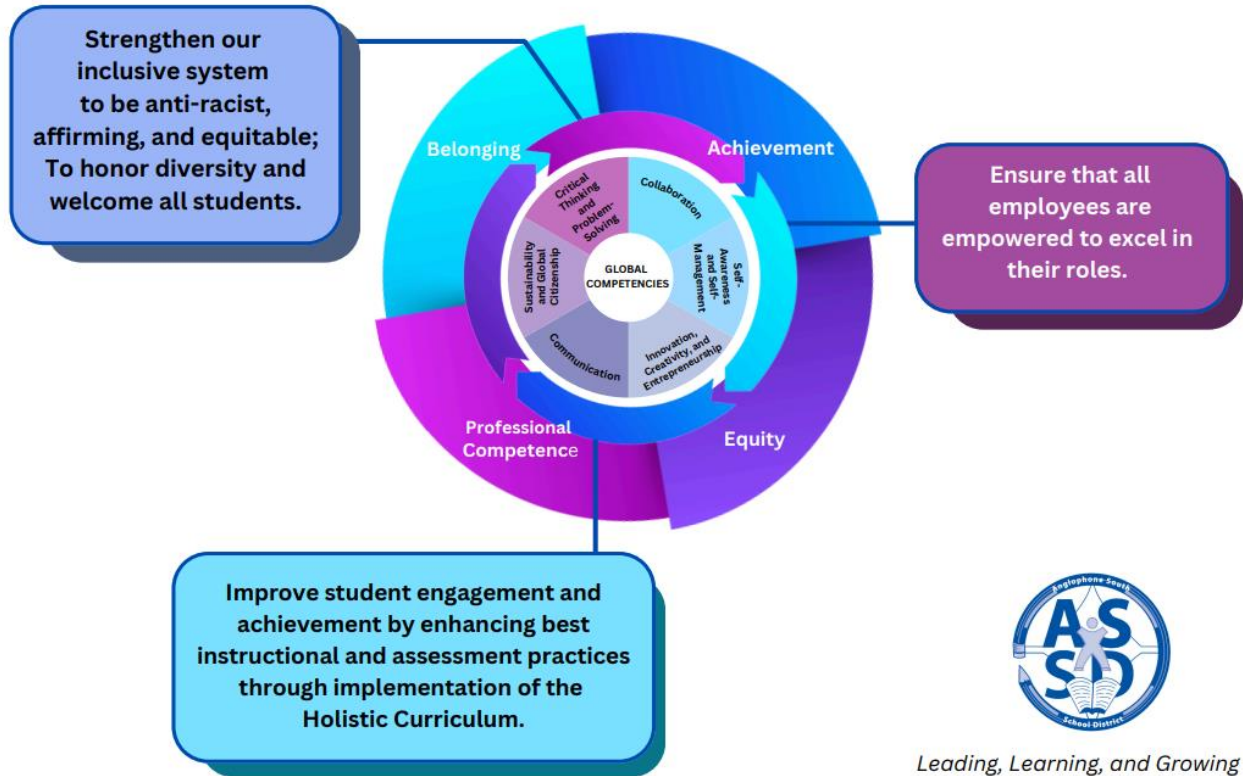 Strengthen our
inclusive system
to be anti-racist,
affirming, and equitable;
To honor diversity and
welcome all students.
Belonging
Achievement
Ensure that all
employees are
empowered to excel in
their roles.
Critical
Thinking
and
Problem-
Solving
Collaboration
Self-
Awareness
and Self-
Management
Sustainability
and Global
Citizenship
GLOBAL
COMPETENCIES
Communication
Innovation,
Creativity, and
Entrepreneurship
Professional
Competence
Equity
Improve student engagement and
achievement by enhancing best
instructional and assessment practices
through implementation of the
Holistic Curriculum.
Anglophone South
AS
SD
School District
Leading, Learning, and Growing